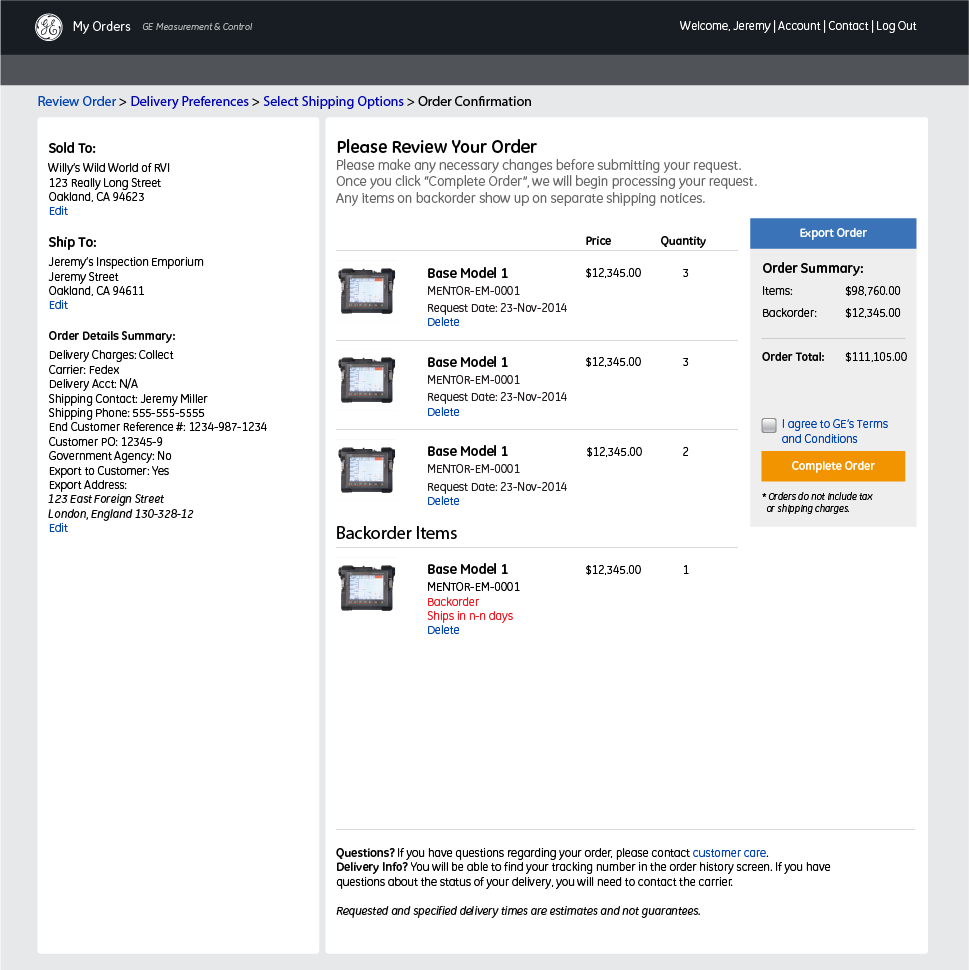 My Orders GE Measurement & Control
Welcome, Jeremy | Account | Contact | Log Out
Review Order > Delivery Preferences > Select Shipping Options > Order Confirmation
Sold To:
Willy's Wild World of RVI
123 Really Long Street
Oakland, CA 94623
Edit
Ship To:
Jeremy's Inspection Emporium
Jeremy Street
Oakland, CA 94611
Edit
Order Details Summary:
Delivery Charges: Collect
Carrier: Fedex
Delivery Acct: N/A
Shipping Contact: Jeremy Miller
Shipping Phone: 555-555-5555
End Customer Reference #: 1234-987-1234
Customer PO: 12345-9
Government Agency: No
Export to Customer: Yes
Export Address:
123 East Foreign Street
London, England 130-328-12
Edit
Please Review Your Order
Please make any necessary changes before submitting your request.
Once you click "Complete Order", we will begin processing your request.
Any items on backorder show up on separate shipping notices.
Price Quantity
Base Model 1 $12,345.00 3
MENTOR-EM-0001
Request Date: 23-Nov-2014
Delete
Base Model 1 $12,345.00 3
MENTOR-EM-0001
Request Date: 23-Nov-2014
Delete
Base Model 1 $12,345.00 2
MENTOR-EM-0001
Request Date: 23-Nov-2014
Delete
Backorder Items
Base Model 1 $12,345.00 1
MENTOR-EM-0001
Backorder
Ships in n-n days
Delete
Export Order
Order Summary:
Items: $98,760.00
Backorder: $12,345.00
Order Total: $111,105.00
I agree to GE's Terms
and Conditions
Complete Order
* Orders do not include tax
or shipping charges.
Questions? If you have questions regarding your order, please contact customer care.
Delivery Info? You will be able to find your tracking number in the order history screen. If you have
questions about the status of your delivery, you will need to contact the carrier.
Requested and specified delivery times are estimates and not guarantees.